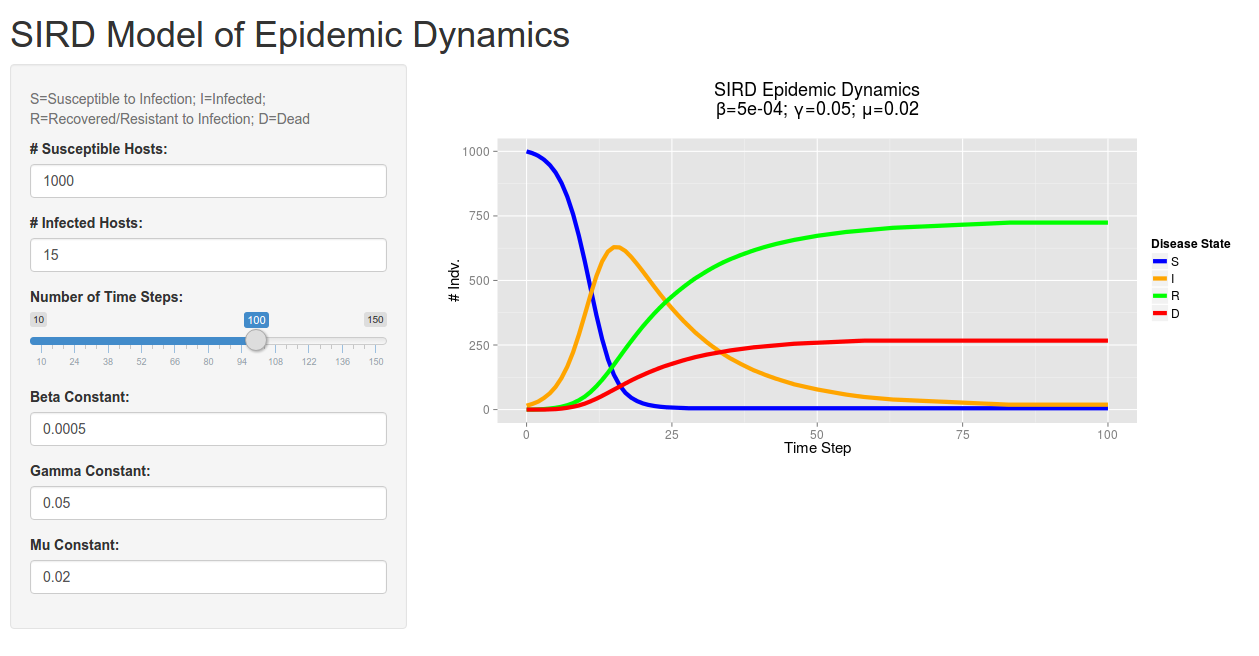 SIRD Model of Epidemic Dynamics
S=Susceptible to Infection; I=Infected;
R=Recovered/Resistant to Infection; D=Dead
# Susceptible Hosts:
1000
# Infected Hosts:
15
Number of Time Steps:
10 100 150
10 24 38 52 66 80 94 108 122 136 150
Beta Constant:
0.0005
Gamma Constant:
0.05
Mu Constant:
0.02
SIRD Epidemic Dynamics
β=5e-04; γ=0.05; μ=0.02
1000
750
500
250
0
# Indv.
0 25 50 75 100
Time Step
Disease State
S
I
R
D